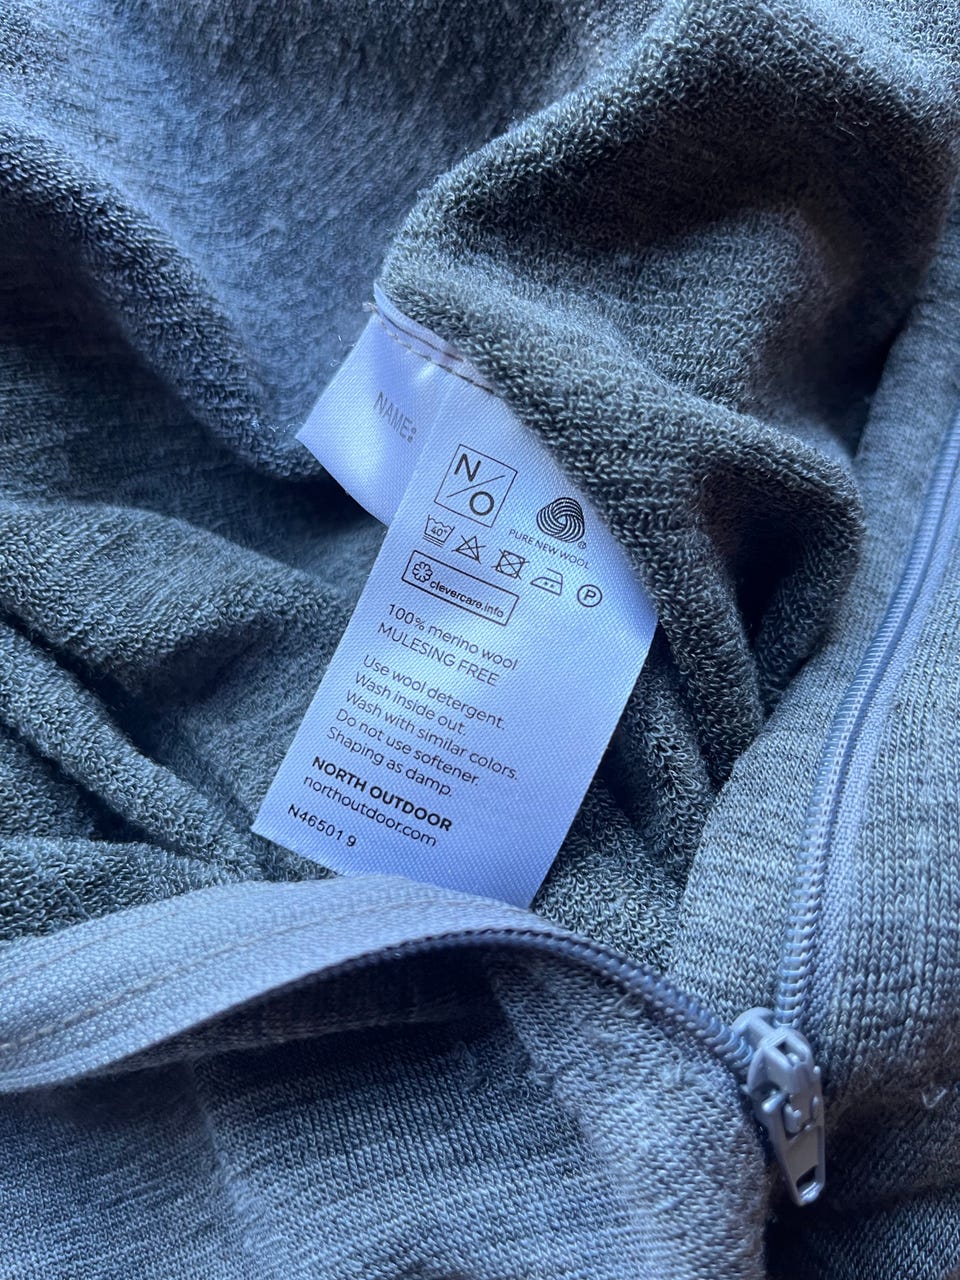 NAME:
N/O
PURE NEW WOOL
40°
P
clevercare.info
100% merino wool
MULESING FREE
Use wool detergent.
Wash inside out.
Wash with similar colors.
Do not use softener.
Shaping as damp.
NORTH OUTDOOR
northoutdoor.com
N46501 9